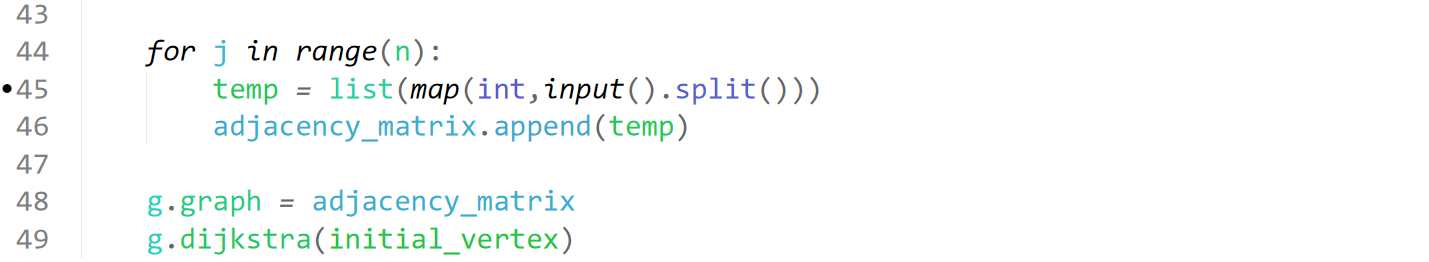 43
44 for j in range(n):
•45 temp = list(map(int,input().split()))
46 adjacency_matrix.append(temp)
47
48 g.graph = adjacency_matrix
49 g.dijkstra(initial_vertex)